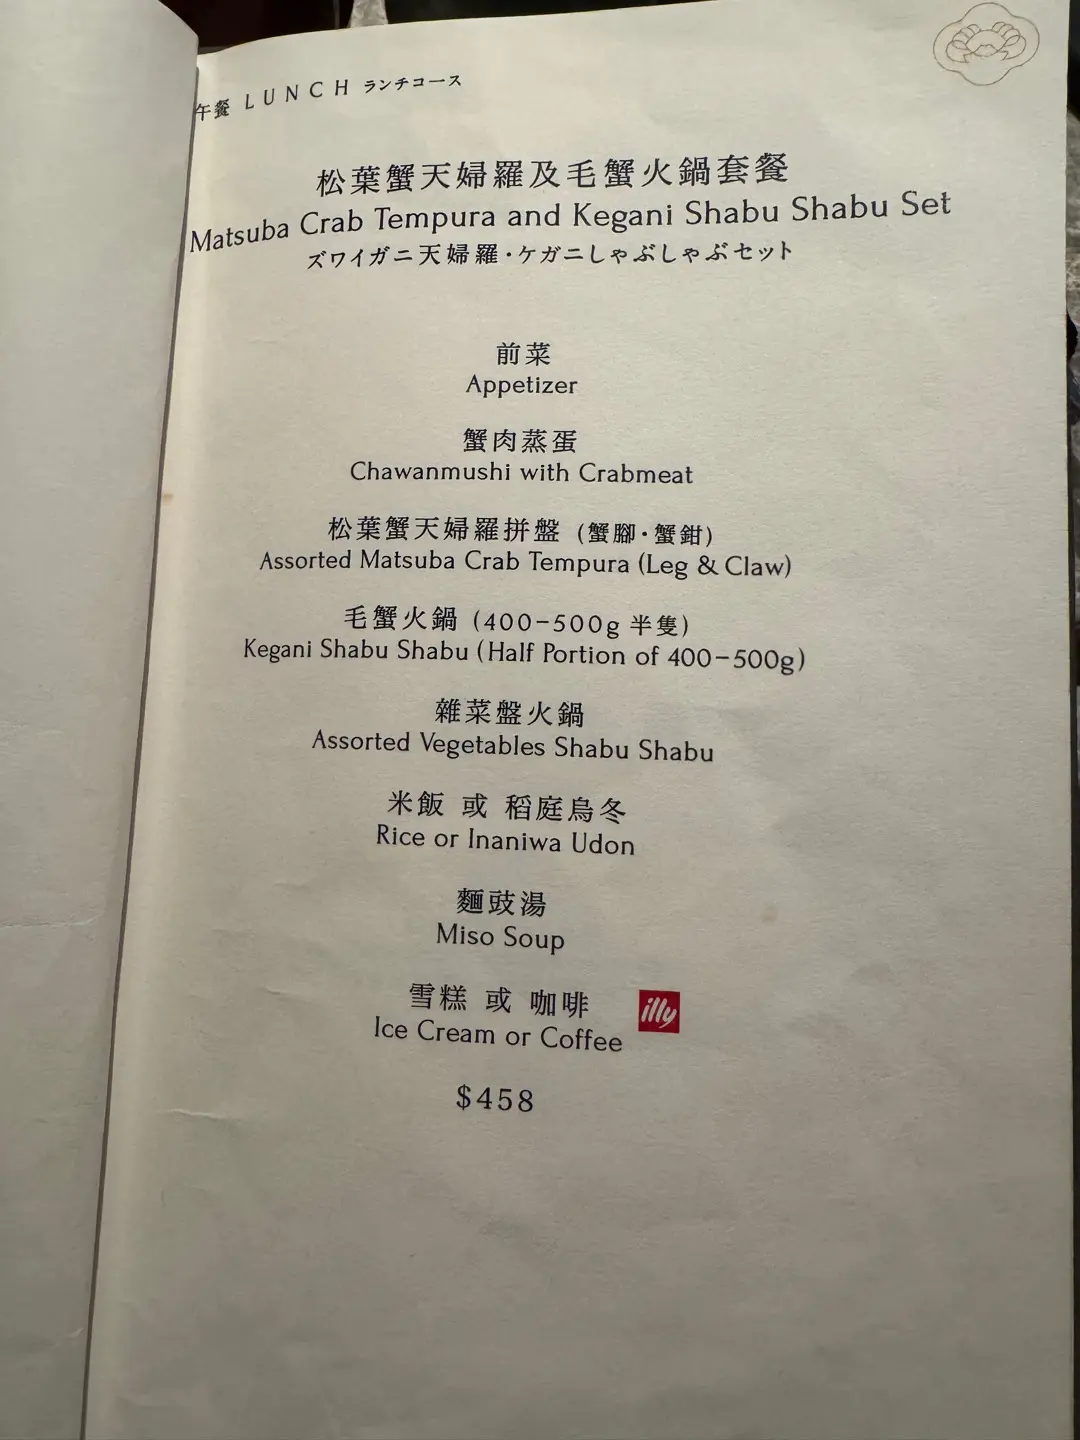 午餐 LUNCH ランチコース
松葉蟹天婦羅及毛蟹火鍋套餐
Matsuba Crab Tempura and Kegani Shabu Shabu Set
ズワイガニ天婦羅・ケガニしゃぶしゃぶセット
前菜
Appetizer
蟹肉蒸蛋
Chawanmushi with Crabmeat
松葉蟹天婦羅拼盤 (蟹腳・蟹鉗)
Assorted Matsuba Crab Tempura (Leg & Claw)
毛蟹火鍋 (400-500g 半隻)
Kegani Shabu Shabu (Half Portion of 400-500g)
雜菜盤火鍋
Assorted Vegetables Shabu Shabu
米飯 或 稻庭烏冬
Rice or Inaniwa Udon
麵豉湯
Miso Soup
雪糕 或 咖啡
illy
Ice Cream or Coffee
$458